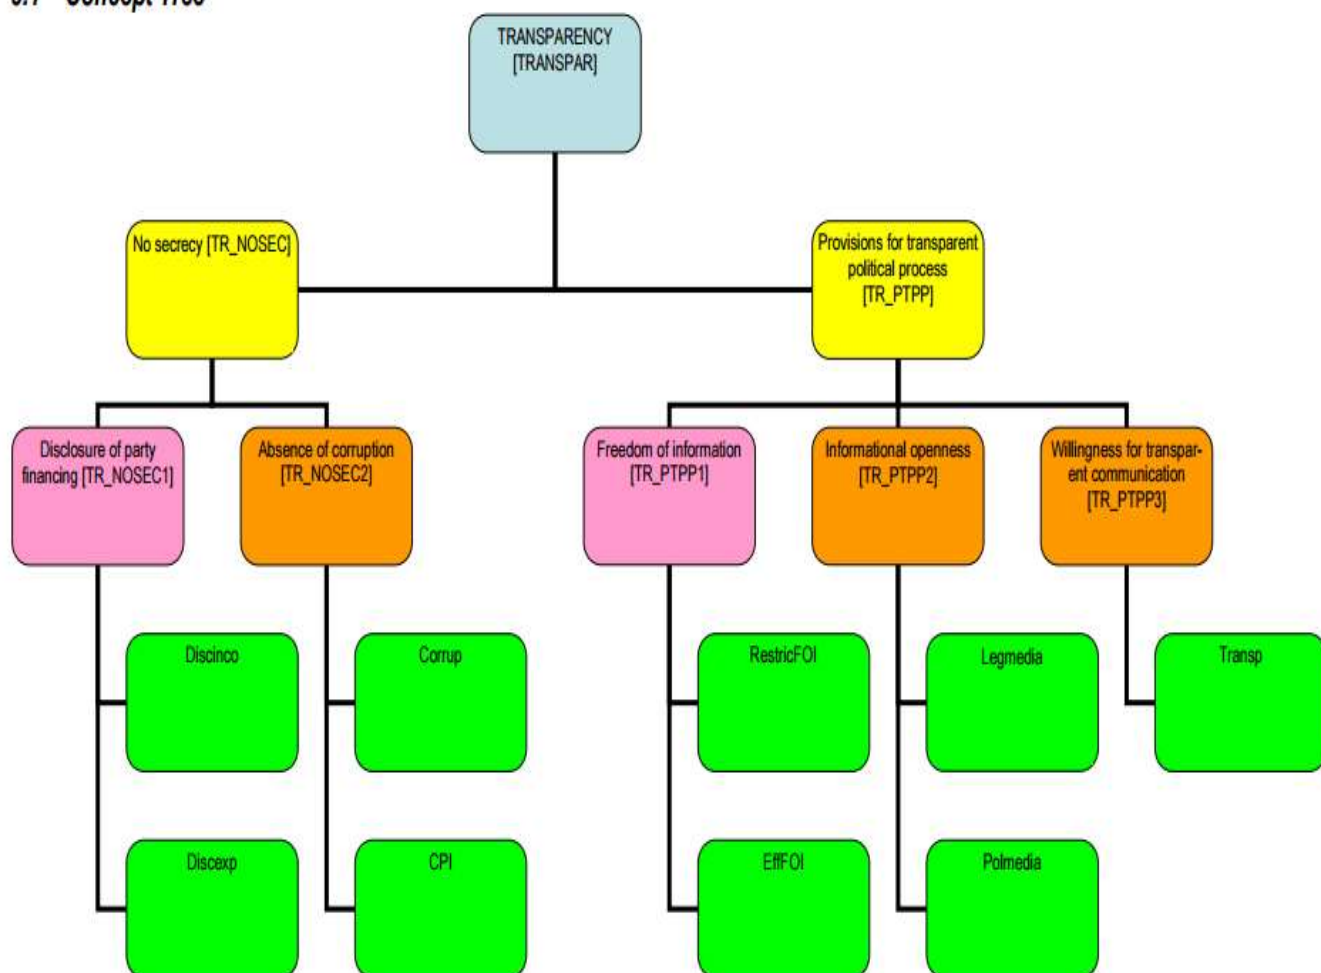 Concept Tree
TRANSPARENCY
[TRANSPAR]
No secrecy [TR_NOSEC]
Provisions for transparent
political process
[TR_PTPP]
Disclosure of party
financing [TR_NOSEC1]
Absence of corruption
[TR_NOSEC2]
Freedom of information
[TR_PTPP1]
Informational openness
[TR_PTPP2]
Willingness for transpar-
ent communication
[TR_PTPP3]
Discinco
Corrup
RestricFOI
Legmedia
Transp
Discexp
CPI
EffFOI
Polmedia